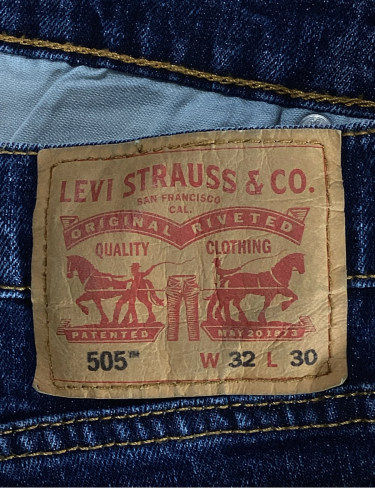 LEVI STRAUSS & CO.
SAN FRANCISCO
CAL.
ORIGINAL RIVETED
QUALITY CLOTHING
PATENTED MAY 20 1873
505™ W 32 L 30